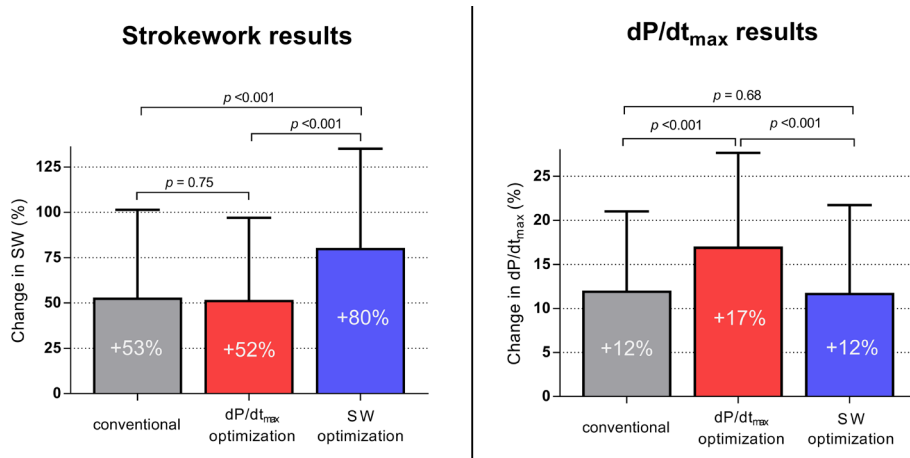 Strokework results
p <0.001
p <0.001
p = 0.75
Change in SW (%)
125
100
75
50
25
0
+53%
+52%
+80%
conventional
dP/dtmax
optimization
SW
optimization
dP/dtmax results
p = 0.68
p <0.001
p <0.001
Change in dP/dtmax (%)
25
20
15
10
5
0
+12%
+17%
+12%
conventional
dP/dtmax
optimization
SW
optimization